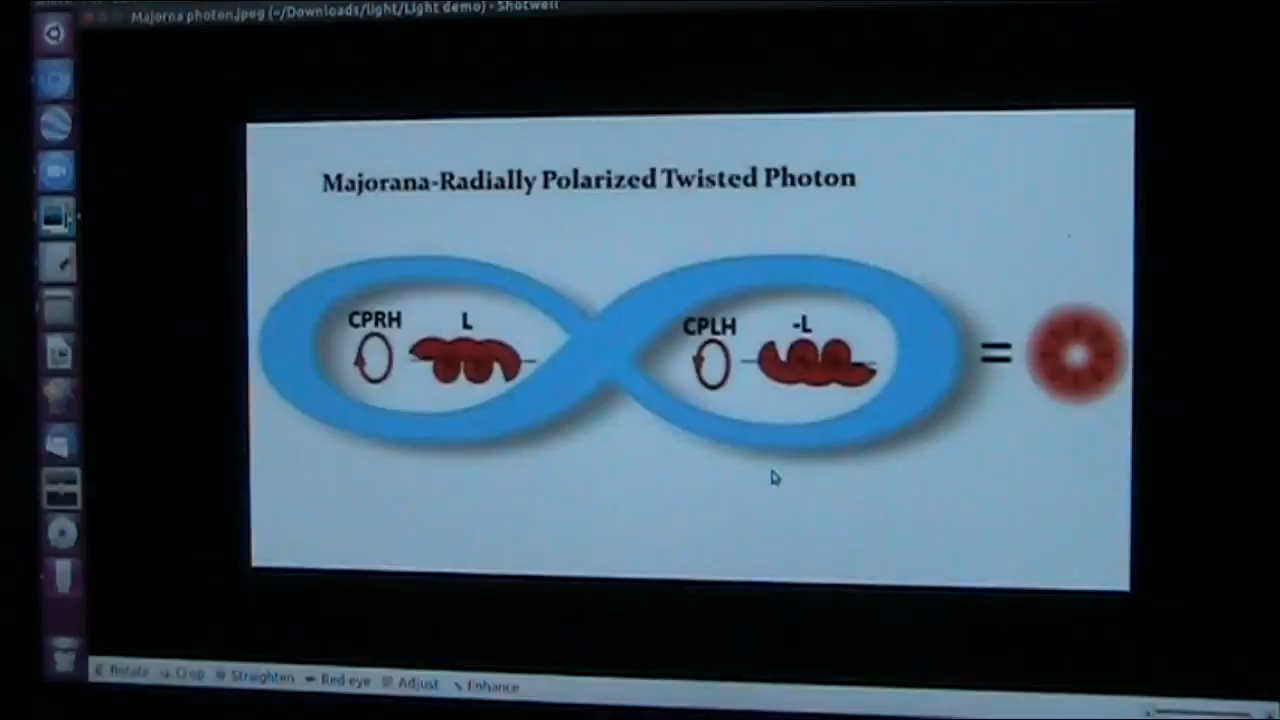 Majorna photon.jpeg (~/Downloads/light/Light demo) - Shotwell
Majorana-Radially Polarized Twisted Photon
CPRH L CPLH -L
=
Rotate Crop Straighten Red-eye Adjust Enhance